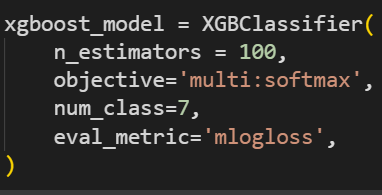 xgboost_model = XGBClassifier(
    n_estimators = 100,
    objective='multi:softmax',
    num_class=7,
    eval_metric='mlogloss',
)